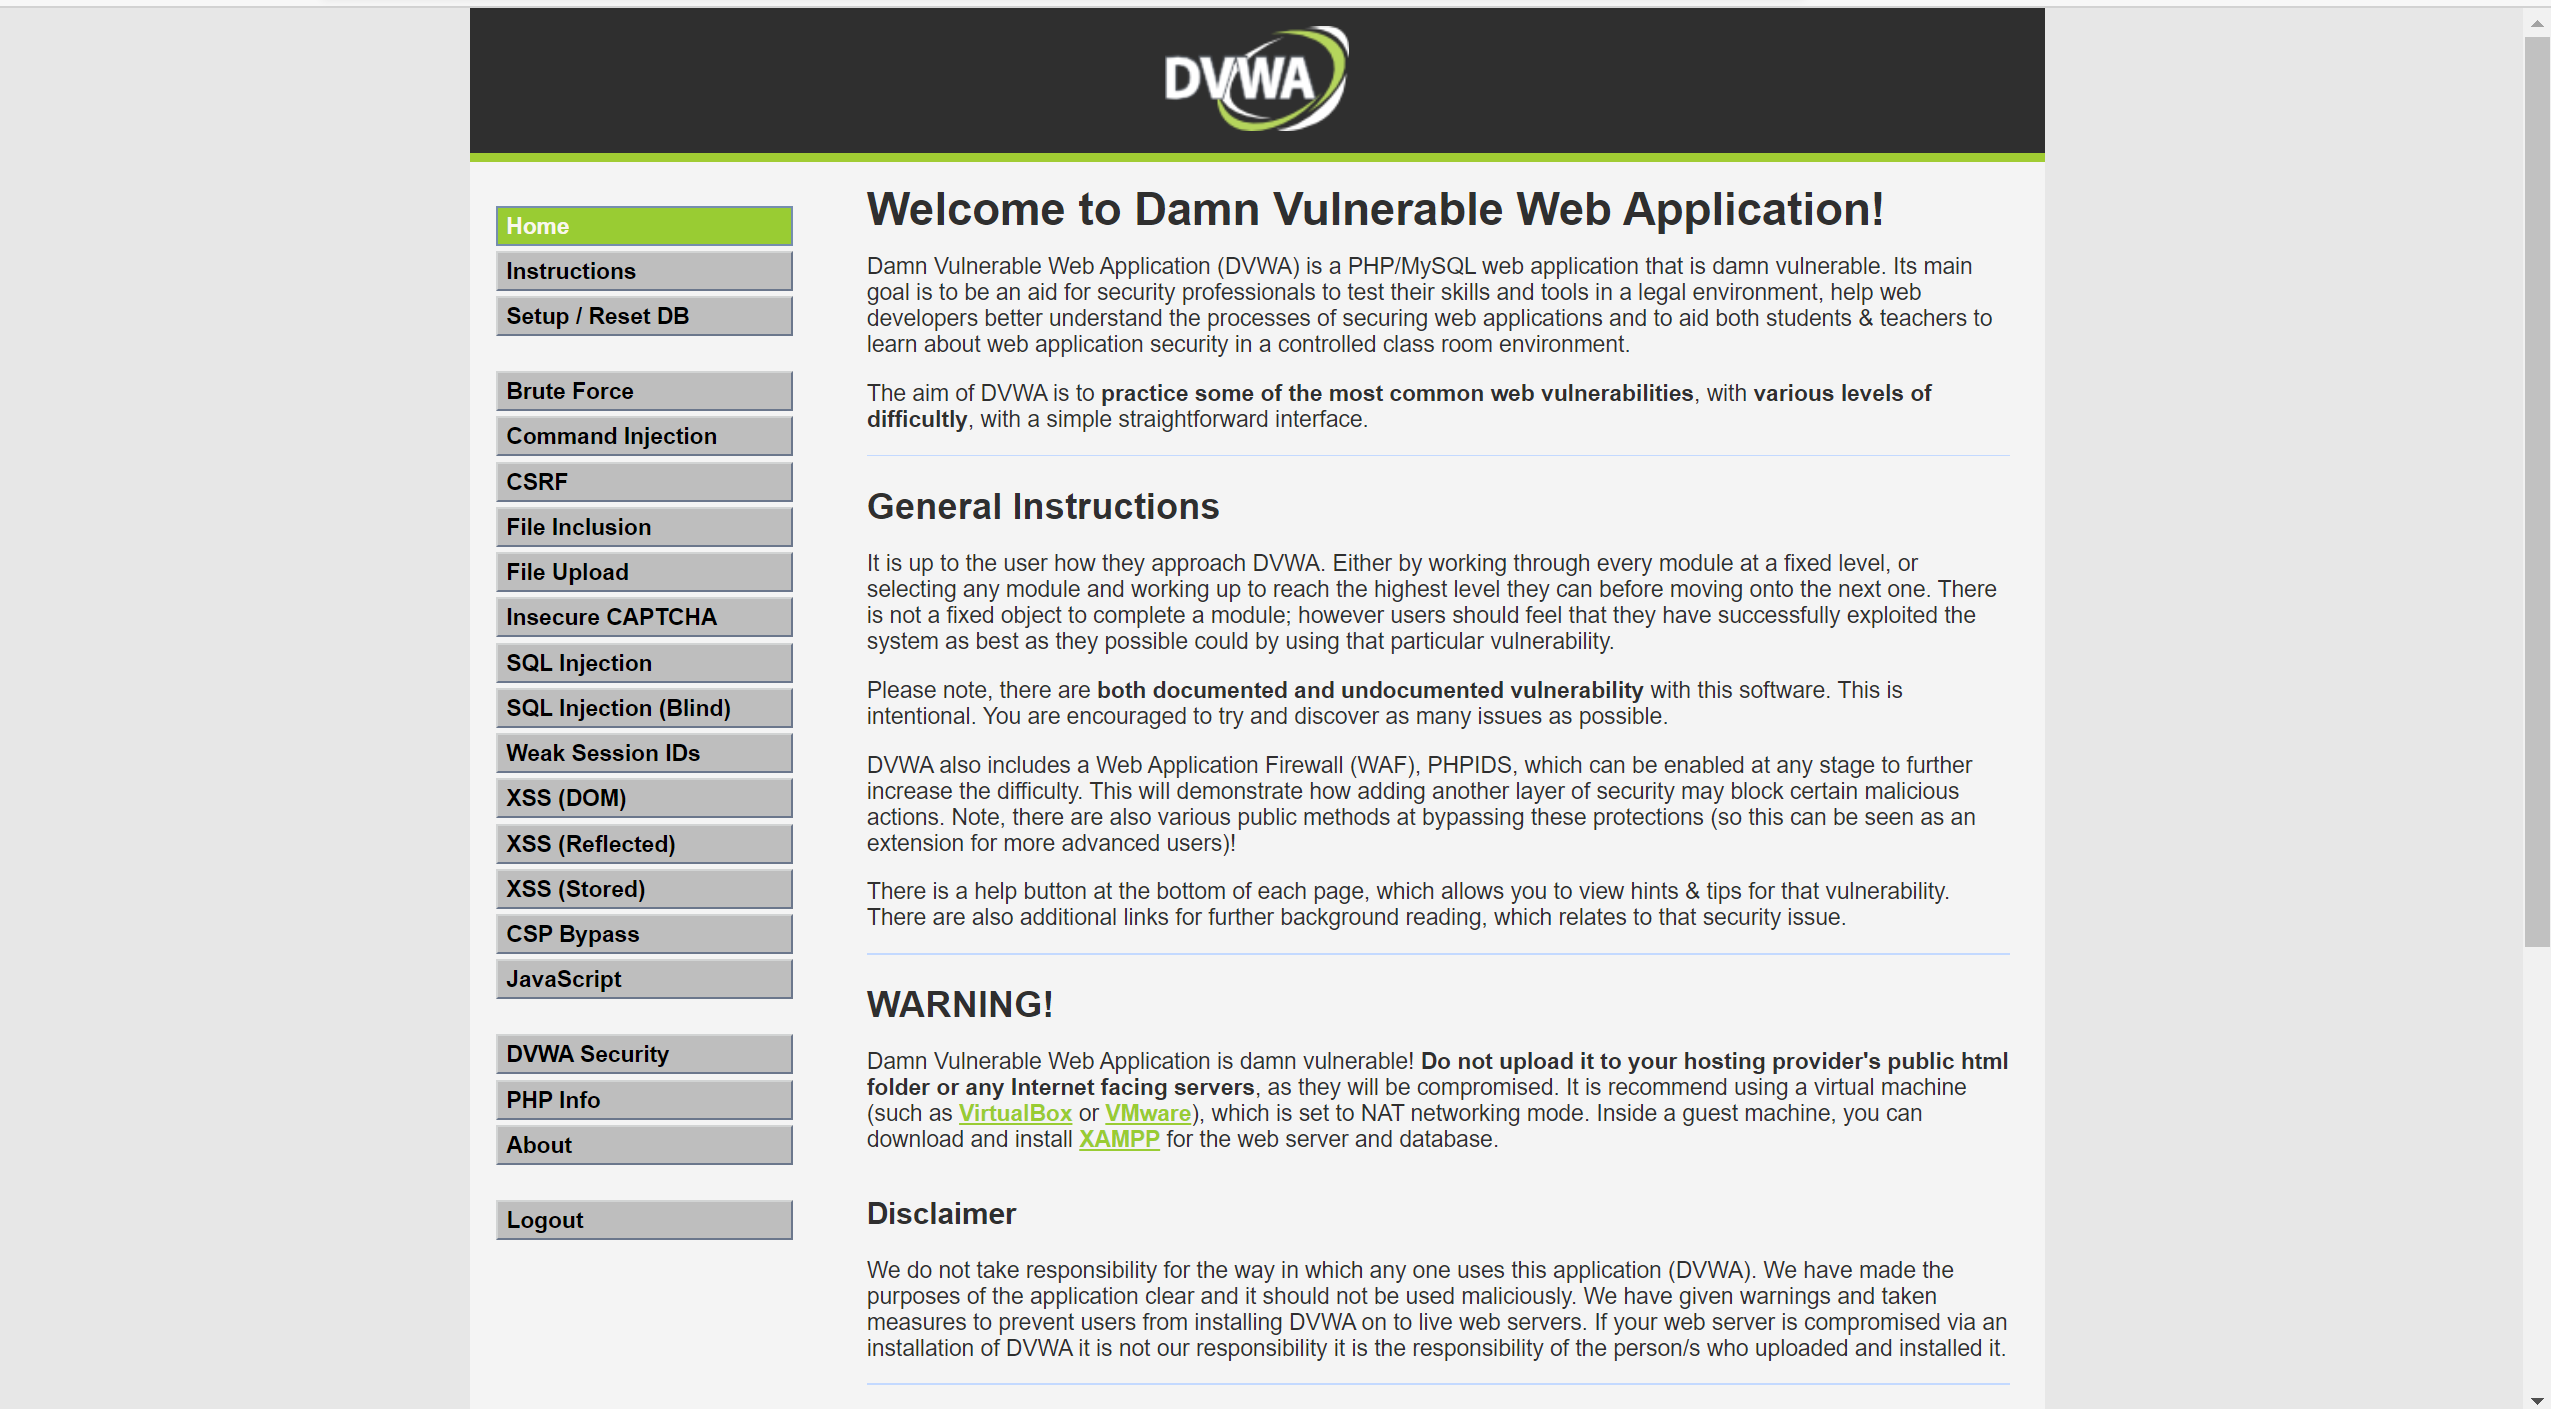 DVWA
Home
Instructions
Setup / Reset DB
Brute Force
Command Injection
CSRF
File Inclusion
File Upload
Insecure CAPTCHA
SQL Injection
SQL Injection (Blind)
Weak Session IDs
XSS (DOM)
XSS (Reflected)
XSS (Stored)
CSP Bypass
JavaScript
DVWA Security
PHP Info
About
Logout
Welcome to Damn Vulnerable Web Application!
Damn Vulnerable Web Application (DVWA) is a PHP/MySQL web application that is damn vulnerable. Its main
goal is to be an aid for security professionals to test their skills and tools in a legal environment, help web
developers better understand the processes of securing web applications and to aid both students & teachers to
learn about web application security in a controlled class room environment.
The aim of DVWA is to practice some of the most common web vulnerabilities, with various levels of
difficultly, with a simple straightforward interface.
General Instructions
It is up to the user how they approach DVWA. Either by working through every module at a fixed level, or
selecting any module and working up to reach the highest level they can before moving onto the next one. There
is not a fixed object to complete a module; however users should feel that they have successfully exploited the
system as best as they possible could by using that particular vulnerability.
Please note, there are both documented and undocumented vulnerability with this software. This is
intentional. You are encouraged to try and discover as many issues as possible.
DVWA also includes a Web Application Firewall (WAF), PHPIDS, which can be enabled at any stage to further
increase the difficulty. This will demonstrate how adding another layer of security may block certain malicious
actions. Note, there are also various public methods at bypassing these protections (so this can be seen as an
extension for more advanced users)!
There is a help button at the bottom of each page, which allows you to view hints & tips for that vulnerability.
There are also additional links for further background reading, which relates to that security issue.
WARNING!
Damn Vulnerable Web Application is damn vulnerable! Do not upload it to your hosting provider's public html
folder or any Internet facing servers, as they will be compromised. It is recommend using a virtual machine
(such as VirtualBox or VMware), which is set to NAT networking mode. Inside a guest machine, you can
download and install XAMPP for the web server and database.
Disclaimer
We do not take responsibility for the way in which any one uses this application (DVWA). We have made the
purposes of the application clear and it should not be used maliciously. We have given warnings and taken
measures to prevent users from installing DVWA on to live web servers. If your web server is compromised via an
installation of DVWA it is not our responsibility it is the responsibility of the person/s who uploaded and installed it.